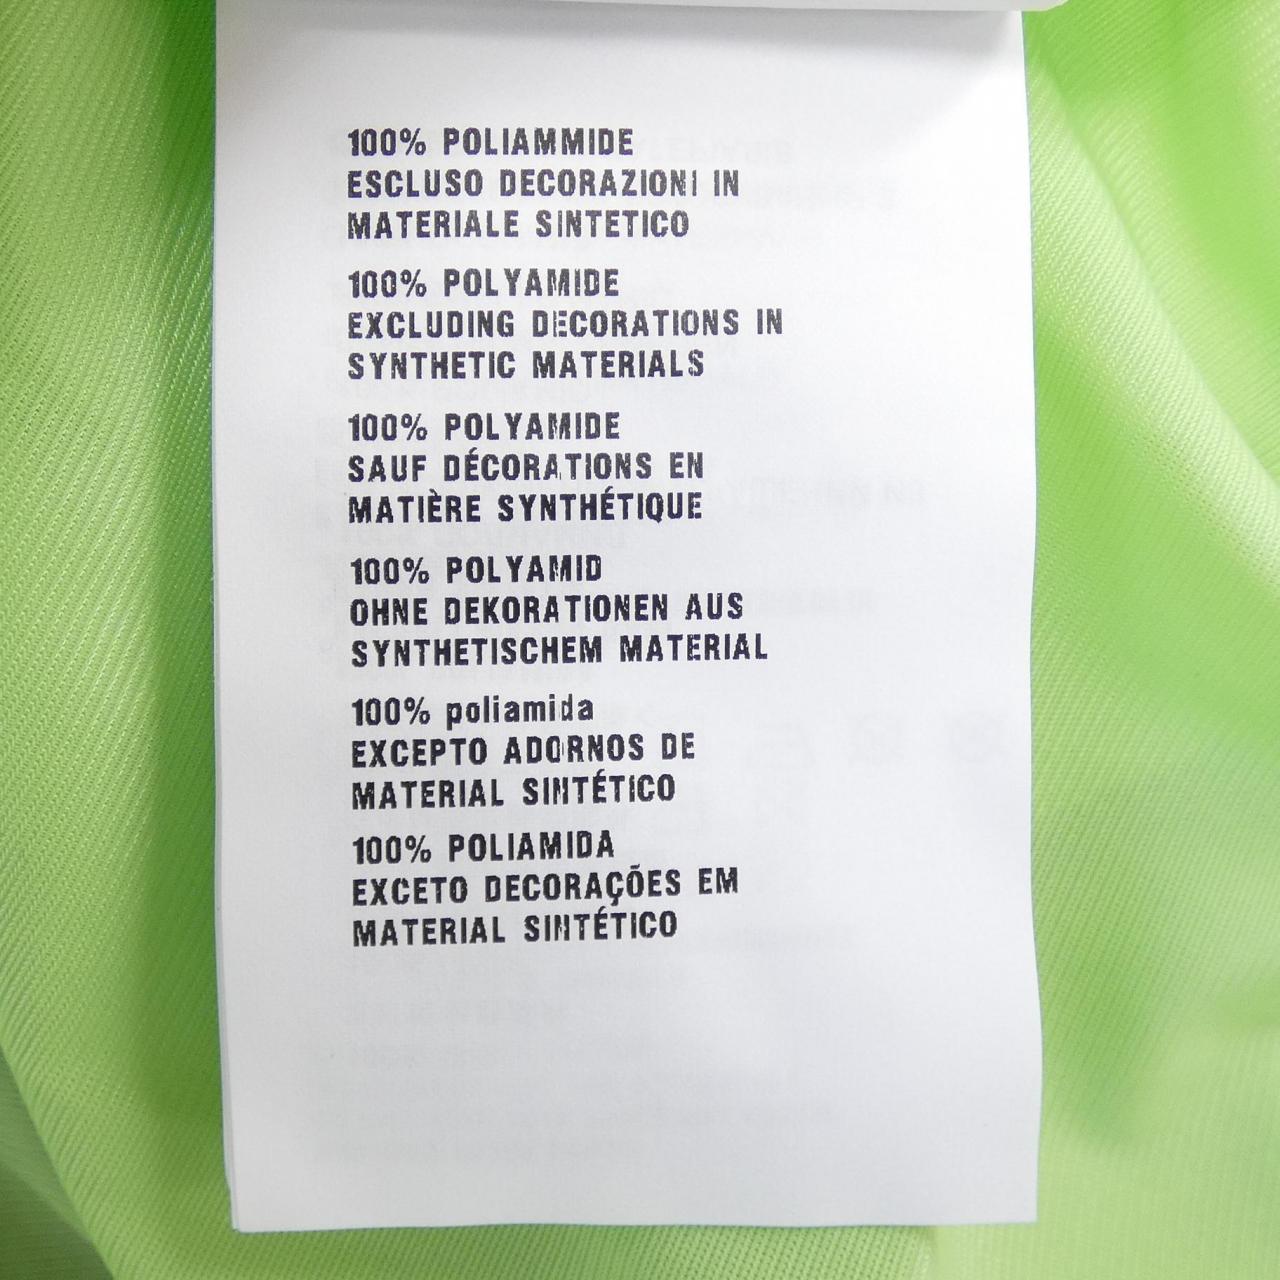 100% POLIAMMIDE
ESCLUSO DECORAZIONI IN
MATERIALE SINTETICO
100% POLYAMIDE
EXCLUDING DECORATIONS IN
SYNTHETIC MATERIALS
100% POLYAMIDE
SAUF DÉCORATIONS EN
MATIÈRE SYNTHÉTIQUE
100% POLYAMID
OHNE DEKORATIONEN AUS
SYNTHETISCHEM MATERIAL
100% poliamida
EXCEPTO ADORNOS DE
MATERIAL SINTÉTICO
100% POLIAMIDA
EXCETO DECORAÇÕES EM
MATERIAL SINTÉTICO